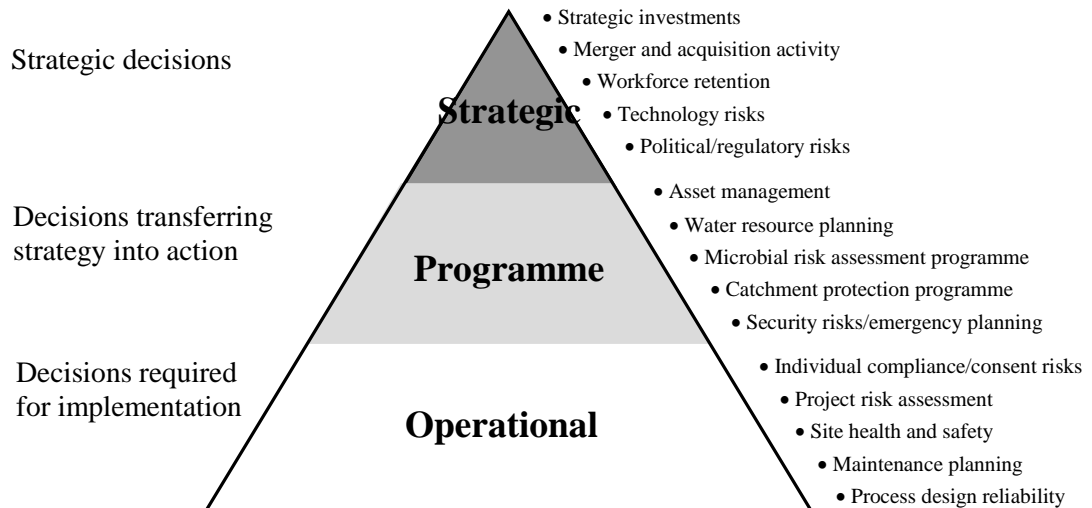 Strategic decisions
Strategic
• Strategic investments
• Merger and acquisition activity
• Workforce retention
• Technology risks
• Political/regulatory risks
Decisions transferring
strategy into action
Programme
• Asset management
• Water resource planning
• Microbial risk assessment programme
• Catchment protection programme
• Security risks/emergency planning
Decisions required
for implementation
Operational
• Individual compliance/consent risks
• Project risk assessment
• Site health and safety
• Maintenance planning
• Process design reliability